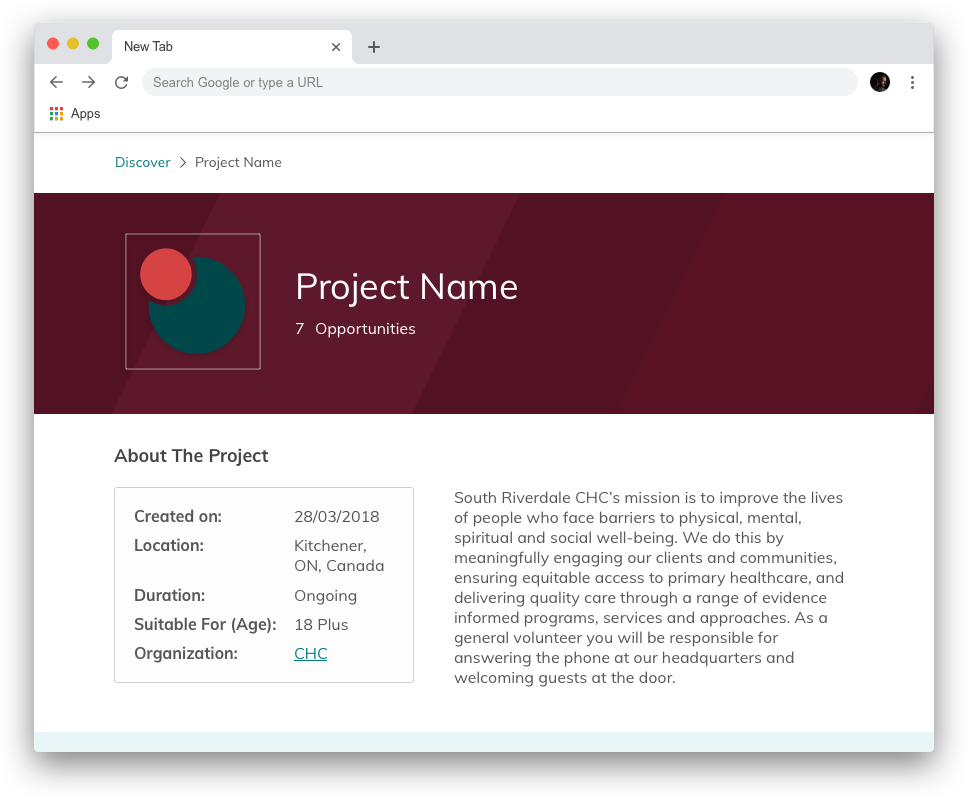 New Tab
Search Google or type a URL
Apps
Discover > Project Name
Project Name
7 Opportunities
About The Project
Created on: 28/03/2018
Location: Kitchener,
ON, Canada
Duration: Ongoing
Suitable For (Age): 18 Plus
Organization: CHC
South Riverdale CHC’s mission is to improve the lives
of people who face barriers to physical, mental,
spiritual and social well-being. We do this by
meaningfully engaging our clients and communities,
ensuring equitable access to primary healthcare, and
delivering quality care through a range of evidence
informed programs, services and approaches. As a
general volunteer you will be responsible for
answering the phone at our headquarters and
welcoming guests at the door.